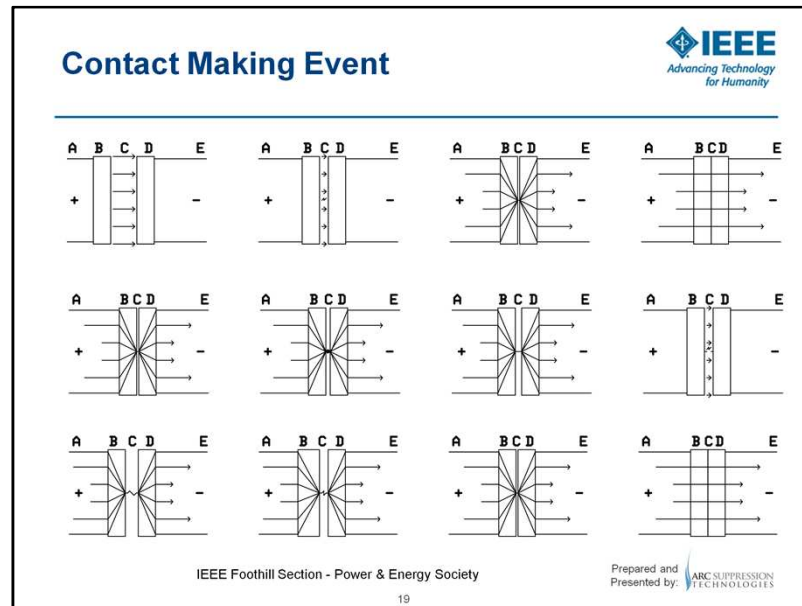 Contact Making Event
IEEE
Advancing Technology
for Humanity
A B C D E
+ -
A B C D E
+ -
A B C D E
+ -
A B C D E
+ -
A B C D E
+ -
A B C D E
+ -
A B C D E
+ -
A B C D E
+ -
A B C D E
+ -
A B C D E
+ -
A B C D E
+ -
A B C D E
+ -
IEEE Foothill Section - Power & Energy Society
Prepared and
Presented by:
ARC SUPPRESSION
TECHNOLOGIES
19